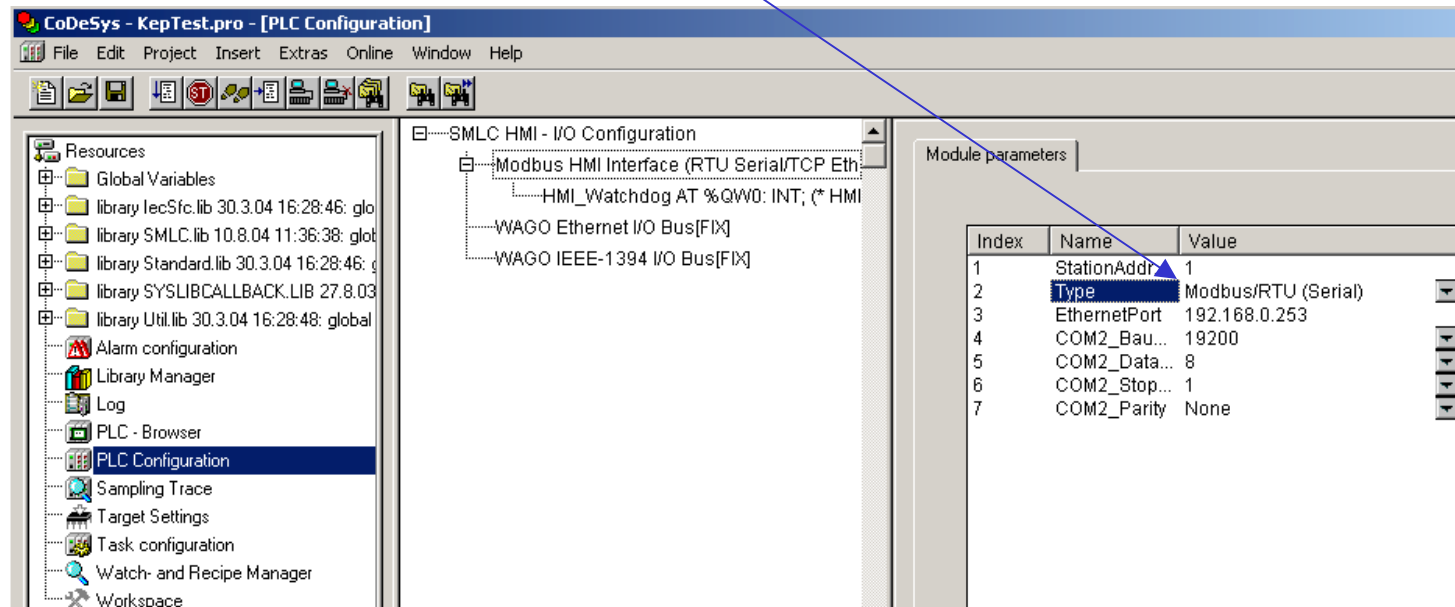 CoDeSys - KepTest.pro - [PLC Configuration]
File Edit Project Insert Extras Online Window Help
Resources
Global Variables
library IecSfc.lib 30.3.04 16:28:46: glo
library SMLC.lib 10.8.04 11:36:38: glob
library Standard.lib 30.3.04 16:28:46: g
library SYSLIBCALLBACK.LIB 27.8.03
library Util.lib 30.3.04 16:28:48: global
Alarm configuration
Library Manager
Log
PLC - Browser
PLC Configuration
Sampling Trace
Target Settings
Task configuration
Watch- and Recipe Manager
Workspace
SMLC HMI - I/O Configuration
Modbus HMI Interface (RTU Serial/TCP Eth
HMI_Watchdog AT %QW0: INT; (* HMI
WAGO Ethernet I/O Bus[FIX]
WAGO IEEE-1394 I/O Bus[FIX]
Module parameters
Index Name Value
1 StationAddr 1
2 Type Modbus/RTU (Serial)
3 EthernetPort 192.168.0.253
4 COM2_Bau... 19200
5 COM2_Data... 8
6 COM2_Stop... 1
7 COM2_Parity None